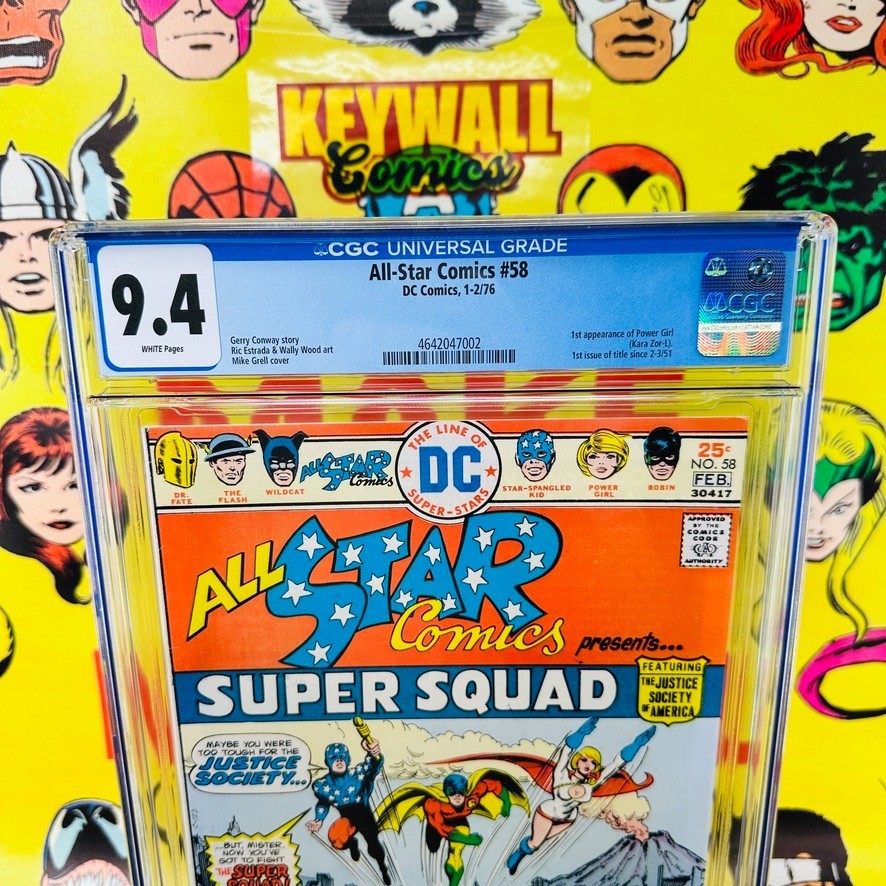 KEYWALL
Comics
CGC UNIVERSAL GRADE
9.4
WHITE Pages
All-Star Comics #58
DC Comics, 1-2/76
Gerry Conway story
Ric Estrada & Wally Wood art
Mike Grell cover
4642047002
1st appearance of Power Girl
(Kara Zor-L).
1st issue of title since 2-3/51
CGC
MAKE
DR. FATE
THE FLASH
WILDCAT
ALL STAR Comics
THE LINE OF
DC
SUPER-STARS
STAR-SPANGLED KID
POWER GIRL
ROBIN
25¢
NO. 58
FEB.
30417
APPROVED
BY THE
COMICS
CODE
CA
AUTHORITY
ALL STAR
Comics
presents...
SUPER SQUAD
FEATURING
THE JUSTICE
SOCIETY
OF AMERICA
MAYBE YOU WERE
TOO TOUGH FOR THE
JUSTICE
SOCIETY...
...BUT, MISTER,
NOW YOU'VE
GOT TO FIGHT
THE SUPER
SQUAD!